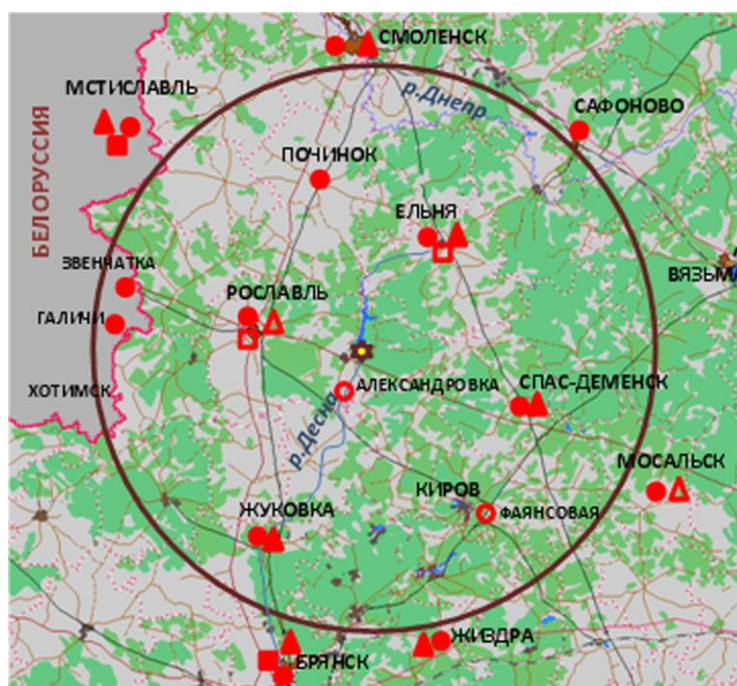 СМОЛЕНСК
МСТИСЛАВЛЬ
р.Днепр
САФОНОВО
БЕЛОРУССИЯ
ПОЧИНОК
ЕЛЬНЯ
ЗВЕНЧАТКА
ВЯЗЬМА
РОСЛАВЛЬ
ГАЛИЧИ
ХОТИМСК
АЛЕКСАНДРОВКА
СПАС-ДЕМЕНСК
р.Десна
МОСАЛЬСК
КИРОВ
ЖУКОВКА
ФАЯНСОВАЯ
ЖИЗДРА
БРЯНСК